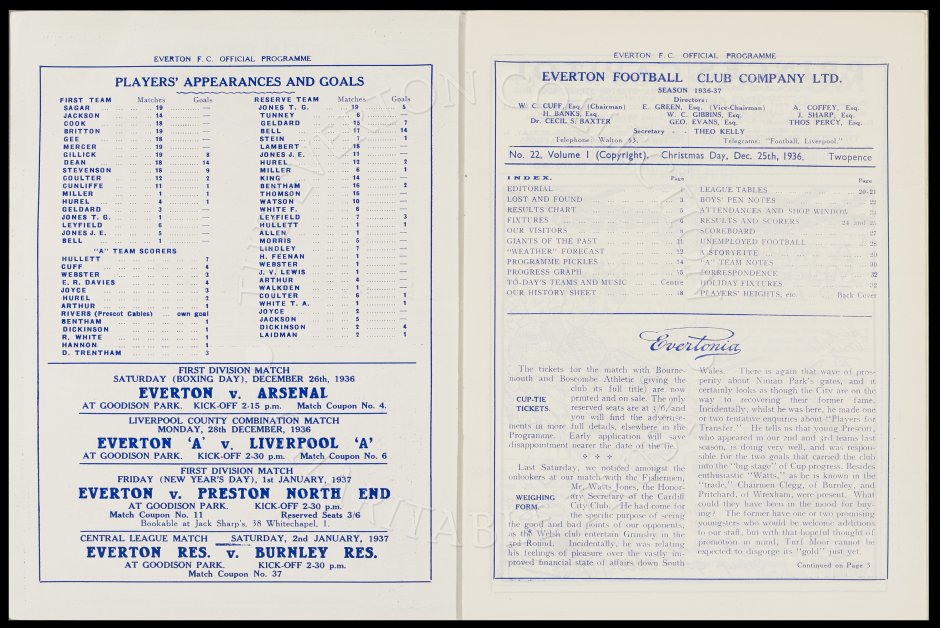 EVERTON F.C. OFFICIAL PROGRAMME
PLAYERS' APPEARANCES AND GOALS
FIRST TEAM Matches Goals
SAGAR ... 19 —
JACKSON ... 14 —
COOK ... 18 —
BRITTON ... 19 —
GEE ... 18 —
MERCER ... 19 —
GILLICK ... 19 8
DEAN ... 18 14
STEVENSON ... 18 9
COULTER ... 12 2
CUNLIFFE ... 11 1
MILLER ... 1 1
HUREL ... 4 1
GELDARD ... 3 —
JONES T. G. ... 1 —
LEYFIELD ... 6 —
JONES J. E. ... 5 —
BELL ... 1 —
"A" TEAM SCORERS
HULLETT ... 7
CUFF ... 4
WEBSTER ... 3
E. R. DAVIES ... 4
JOYCE ... 3
HUREL ... 2
ARTHUR ... 1
RIVERS (Prescot Cables) ... own goal
BENTHAM ... 1
DICKINSON ... 1
R. WHITE ... 1
HANNON ... 1
D. TRENTHAM ... 3
RESERVE TEAM Matches Goals
JONES T. G. ... 19 5
TUNNEY ... 6 —
GELDARD ... 15 7
BELL ... 17 14
STEIN ... 7 1
LAMBERT ... 18 —
JONES J. E. ... 11 —
HUREL ... 12 2
MILLER ... 6 1
KING ... 14 —
BENTHAM ... 16 2
THOMSON ... 16 —
WATSON ... 10 —
WHITE F. ... 6 —
LEYFIELD ... 7 3
HULLETT ... 1 1
ALLEN ... 1 —
MORRIS ... 5 —
LINDLEY ... 7 —
H. FEENAN ... 1 —
WEBSTER ... 1 —
J. V. LEWIS ... 1 —
ARTHUR ... 4 —
WALKDEN ... 1 —
COULTER ... 6 1
WHITE T. A. ... 1 1
JOYCE ... 2 —
JACKSON ... 5 —
DICKINSON ... 2 4
LAIDMAN ... 2 1
FIRST DIVISION MATCH
SATURDAY (BOXING DAY), DECEMBER 26th, 1936
EVERTON v. ARSENAL
AT GOODISON PARK. KICK-OFF 2-15 p.m. Match Coupon No. 4.
LIVERPOOL COUNTY COMBINATION MATCH
MONDAY, 28th DECEMBER, 1936
EVERTON 'A' v. LIVERPOOL 'A'
AT GOODISON PARK. KICK-OFF 2-30 p.m. Match Coupon No. 6
FIRST DIVISION MATCH
FRIDAY (NEW YEAR'S DAY), 1st JANUARY, 1937
EVERTON v. PRESTON NORTH END
AT GOODISON PARK. KICK-OFF 2-30 p.m.
Match Coupon No. 11 Reserved Seats 3/6
Bookable at Jack Sharp's, 38 Whitechapel, 1.
CENTRAL LEAGUE MATCH SATURDAY, 2nd JANUARY, 1937
EVERTON RES. v. BURNLEY RES.
AT GOODISON PARK. KICK-OFF 2-30 p.m.
Match Coupon No. 37
EVERTON F.C. OFFICIAL PROGRAMME
EVERTON FOOTBALL CLUB COMPANY LTD.
SEASON 1936-37
Directors:
W. C. CUFF, Esq. (Chairman) E. GREEN, Esq. (Vice-Chairman) A. COFFEY, Esq.
H. BANKS, Esq. W. C. GIBBINS, Esq. J. SHARP, Esq.
Dr. CECIL S. BAXTER GEO. EVANS, Esq. THOS PERCY, Esq.
Secretary - - THEO KELLY
Telephone: Walton 63. Telegrams: "Football, Liverpool."
No. 22, Volume 1 (Copyright). Christmas Day, Dec. 25th, 1936. Twopence
INDEX. Page
EDITORIAL
LOST AND FOUND ... 3
RESULTS CHART ... 5
FIXTURES ... 6
OUR VISITORS ... 8
GIANTS OF THE PAST ... 11
"WEATHER" FORECAST ... 12
PROGRAMME PICKLES ... 14
PROGRESS GRAPH ... 15
TO-DAY'S TEAMS AND MUSIC ... Centre
OUR HISTORY SHEET ... 18
Page
LEAGUE TABLES ... 20-21
BOYS' PEN NOTES ... 22
ATTENDANCES AND SHOP WINDOW
RESULTS AND SCORERS ... 24 and 25
SCOREBOARD ... 27
UNEMPLOYED FOOTBALL ... 28
A STORYETTE ... 29
"A" TEAM NOTES ... 30
CORRESPONDENCE ... 32
HOLIDAY FIXTURES ... 32
PLAYERS' HEIGHTS, etc. Back Cover
Evertonia
The tickets for the match with Bourne-
mouth and Boscombe Athletic (giving
the club its full title) are now
CUP-TIE printed and on sale. The only
TICKETS. reserved seats are at 3/6, and
you will find the advertise-
ments in more full details, elsewhere in the
Programme. Early application will save
disappointment nearer the date of the tie.
Last Saturday, we noticed amongst the
onlookers at our match with the Fishermen,
Mr. Watts Jones, the Honor-
WEIGHING ary Secretary of the Cardiff
FORM. City Club. He had come for
the specific purpose of seeing
the good and bad points of our opponents,
as the Welsh club entertain Grimsby in the
3rd Round. Incidentally, he was relating
his feelings of pleasure over the vastly im-
proved financial state of affairs down South
Wales. There is again that wave of pros-
perity about Ninian Park's gates, and it
certainly looks as though the City are on the
way to recovering their former fame.
Incidentally, whilst he was here, he made one
or two tentative enquiries about "Players for
Transfer." He tells us that young Prescott,
who appeared in our 2nd and 3rd teams last
season, is doing very well, and was respon-
sible for the two goals that carried the club
into the "big stage" of Cup progress. Besides
enthusiastic "Watts," as he is known in the
"trade," Chairmen Clegg, of Burnley, and
Pritchard, of Wrexham, were present. What
could they have been in the mood for buy-
ing? The former have one or two promising
youngsters who would be welcome additions
to our staff, but with that hopeful thought of
promotion in mind, Turf Moor cannot be
expected to disgorge its "gold" just yet.
Continued on Page 3